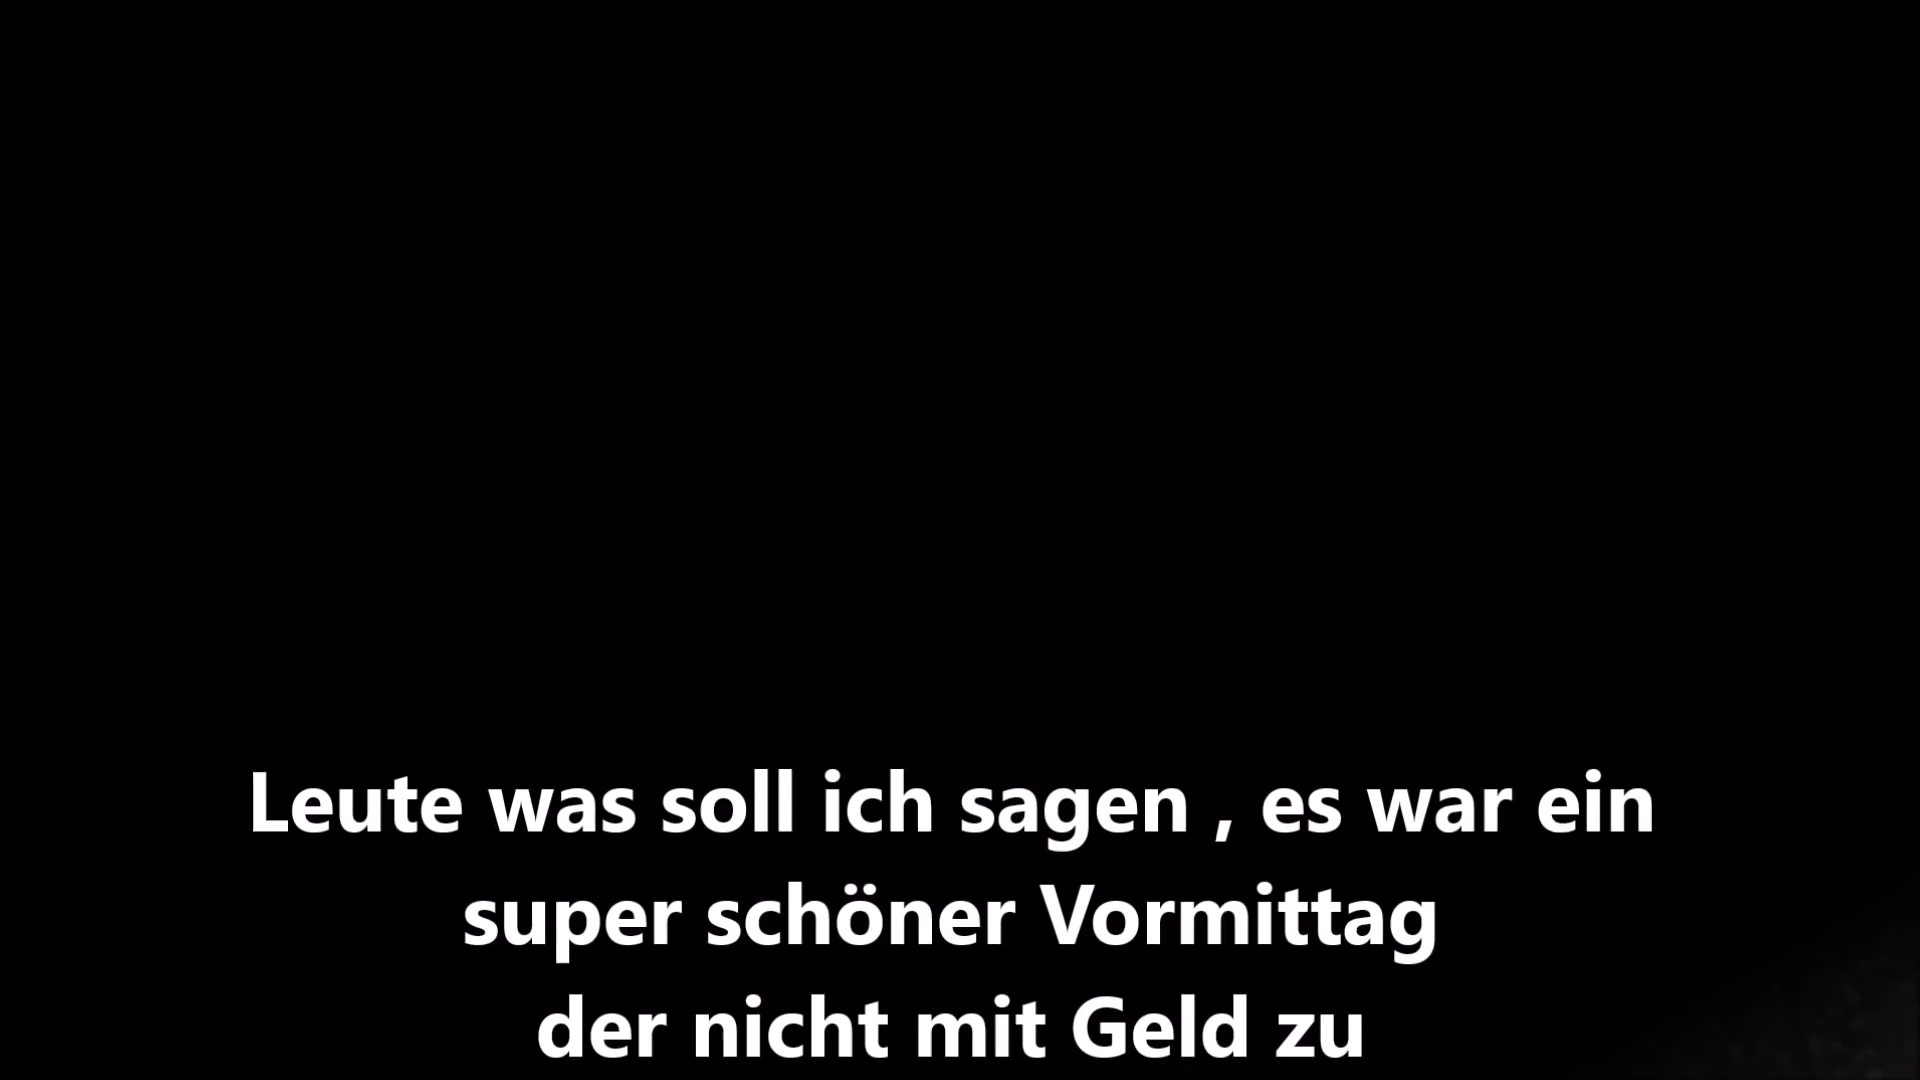 Leute was soll ich sagen , es war ein
super schöner Vormittag
der nicht mit Geld zu